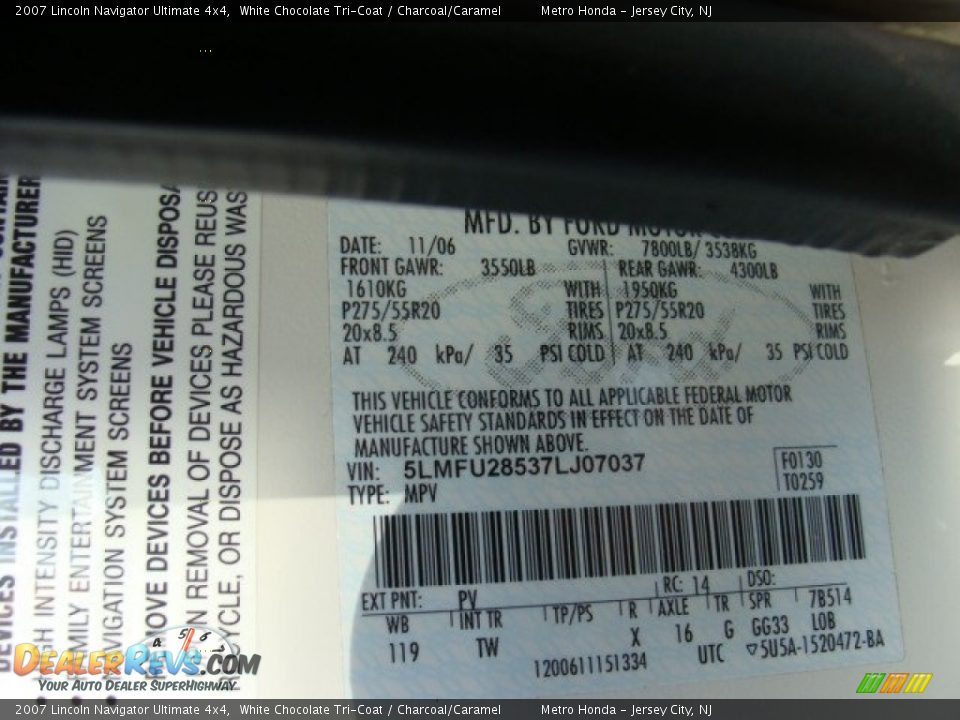 2007 Lincoln Navigator Ultimate 4x4, White Chocolate Tri-Coat / Charcoal/Caramel Metro Honda - Jersey City, NJ
...
DEVICES INSTALLED BY THE MANUFACTURER
INTENSITY DISCHARGE LAMPS (HID)
FAMILY ENTERTAINMENT SYSTEM SCREENS
NAVIGATION SYSTEM SCREENS
REMOVE DEVICES BEFORE VEHICLE
REMOVAL OF DEVICES PLEASE
OR DISPOSE AS HAZARDOUS
MFD. BY FORD MOTOR
DATE: 11/06 GVWR: 7800LB/ 3538KG
FRONT GAWR: 3550LB REAR GAWR: 4300LB
1610KG WITH 1950KG WITH
P275/55R20 TIRES P275/55R20 TIRES
20x8.5 RIMS 20x8.5 RIMS
AT 240 kPa/ 35 PSI COLD AT 240 kPa/ 35 PSI COLD
THIS VEHICLE CONFORMS TO ALL APPLICABLE FEDERAL MOTOR
VEHICLE SAFETY STANDARDS IN EFFECT ON THE DATE OF
MANUFACTURE SHOWN ABOVE.
VIN: 5LMFU28537LJ07037 F0130
TYPE: MPV T0259
EXT PNT: PV RC: 14 DSO:
WB INT TR TP/PS R AXLE TR SPR 7B514
119 TW X 16 G GG33 LOB
1200611151334 UTC ▽5U5A-1520472-BA
DealerRevs.com
Your Auto Dealer SuperHighway
2007 Lincoln Navigator Ultimate 4x4, White Chocolate Tri-Coat / Charcoal/Caramel Metro Honda - Jersey City, NJ